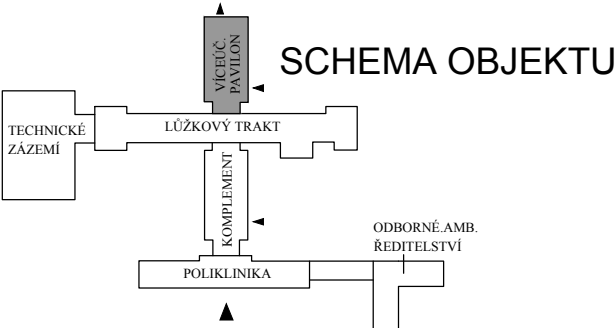 SCHEMA OBJEKTU
VÍCEÚČ.
PAVILON
LŮŽKOVÝ TRAKT
TECHNICKÉ
ZÁZEMÍ
KOMPLEMENT
ODBORNÉ.AMB.
ŘEDITELSTVÍ
POLIKLINIKA